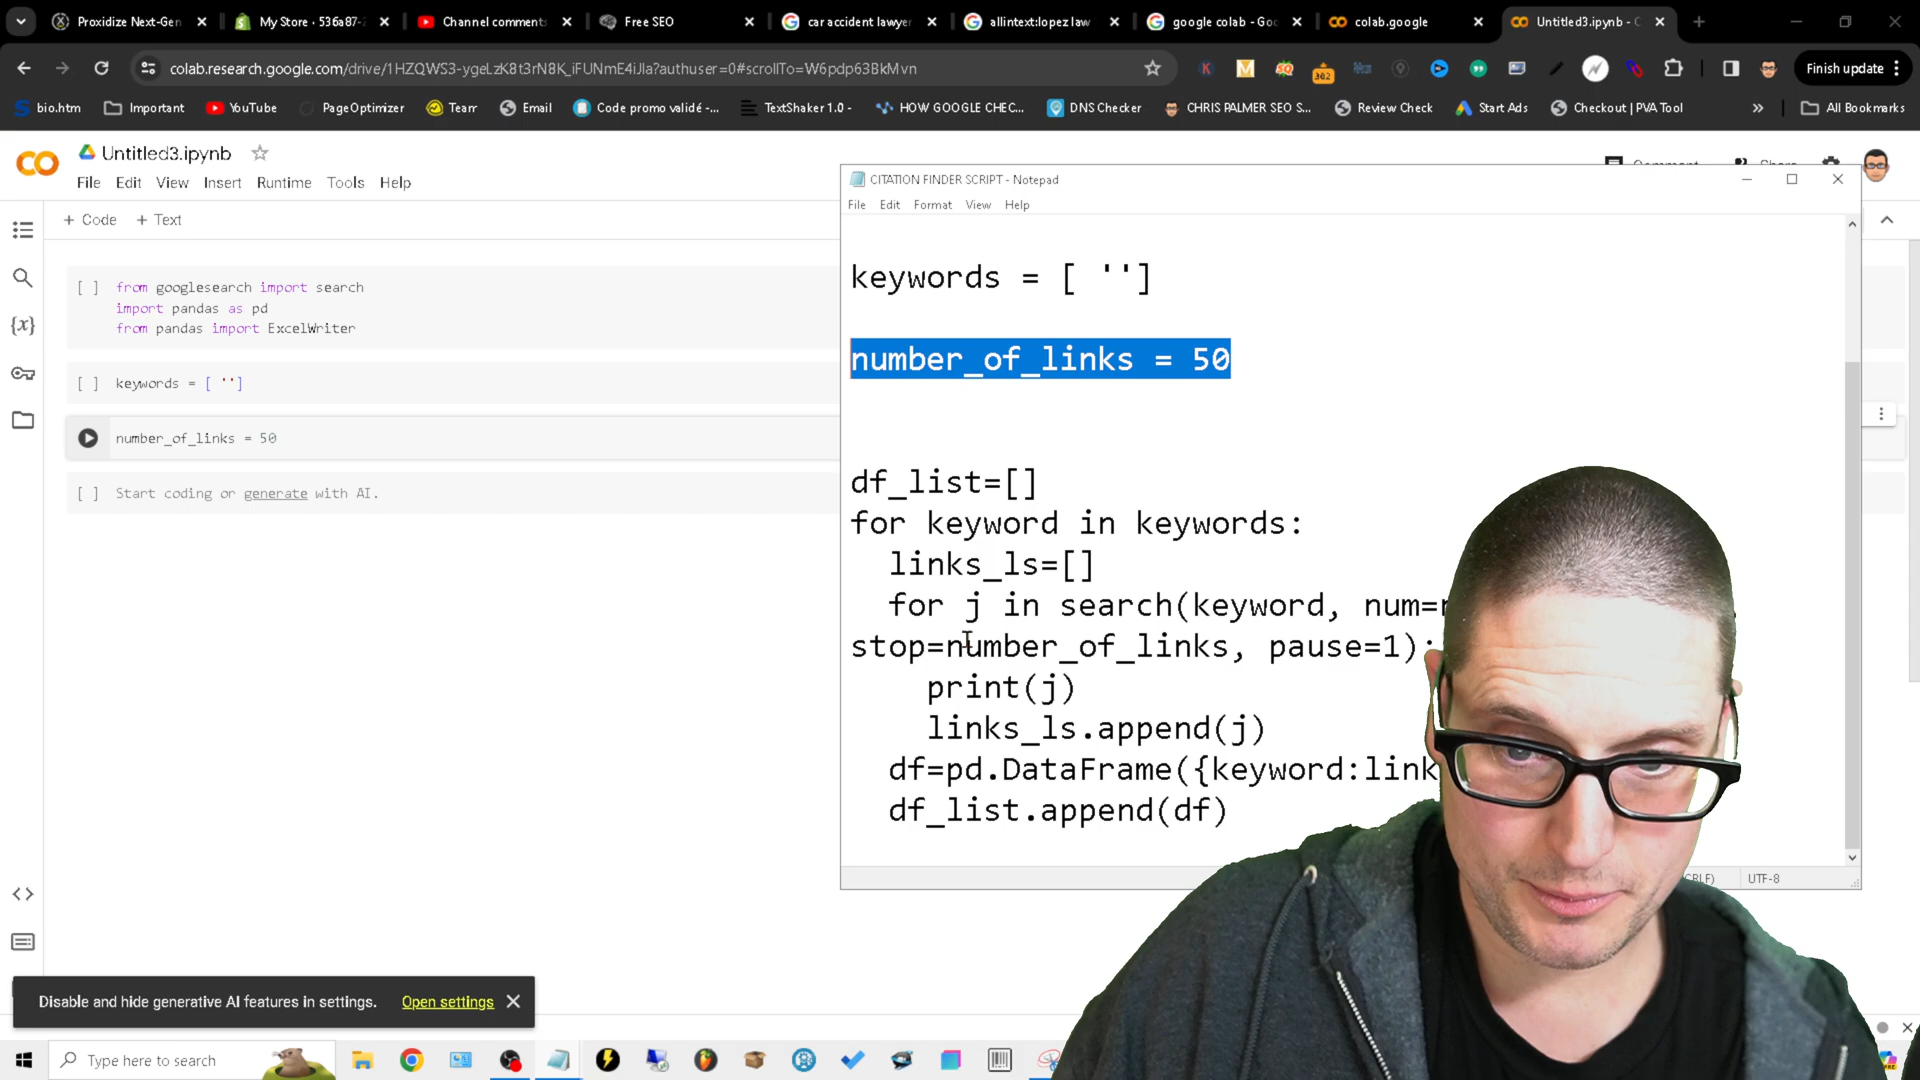 Proxidize Next-Gen
My Store · 536a87-
Channel comments
Free SEO
car accident lawyer
allintext:lopez law
google colab - Goo
colab.google
Untitled3.ipynb - C
colab.research.google.com/drive/1HZQWS3-ygeLzK8t3rN8K_iFUNmE4iJIa?authuser=0#scrollTo=W6pdp63BkMvn
Finish update
bio.htm
Important
YouTube
PageOptimizer
Team
Email
Code promo validé -...
TextShaker 1.0 -
HOW GOOGLE CHEC...
DNS Checker
CHRIS PALMER SEO S...
Review Check
Start Ads
Checkout | PVA Tool
»
All Bookmarks
Untitled3.ipynb
File Edit View Insert Runtime Tools Help
+ Code + Text
[ ] from googlesearch import search
import pandas as pd
from pandas import ExcelWriter
[ ] keywords = [ '']
number_of_links = 50
[ ] Start coding or generate with AI.
CITATION FINDER SCRIPT - Notepad
File Edit Format View Help
keywords = [ '']
number_of_links = 50
df_list=[]
for keyword in keywords:
links_ls=[]
for j in search(keyword, num=
stop=number_of_links, pause=1):
print(j)
links_ls.append(j)
df=pd.DataFrame({keyword:link
df_list.append(df)
CRLF)
UTF-8
Disable and hide generative AI features in settings. Open settings
Type here to search